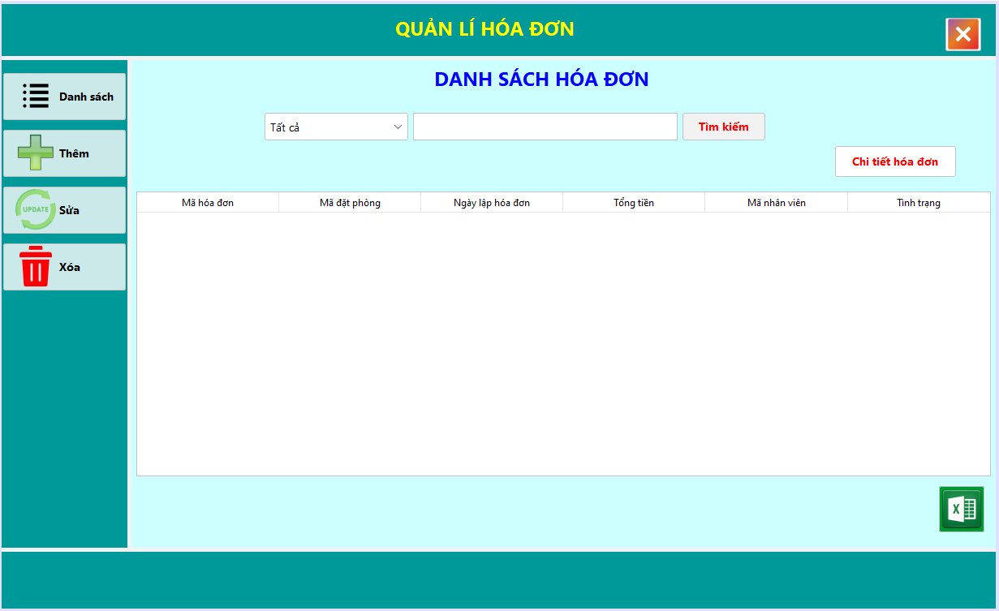 QUẢN LÍ HÓA ĐƠN
DANH SÁCH HÓA ĐƠN
Danh sách
Thêm
UPDATE
Sửa
Xóa
Tất cả
Tìm kiếm
Chi tiết hóa đơn
Mã hóa đơn
Mã đặt phòng
Ngày lập hóa đơn
Tổng tiền
Mã nhân viên
Tình trạng
X